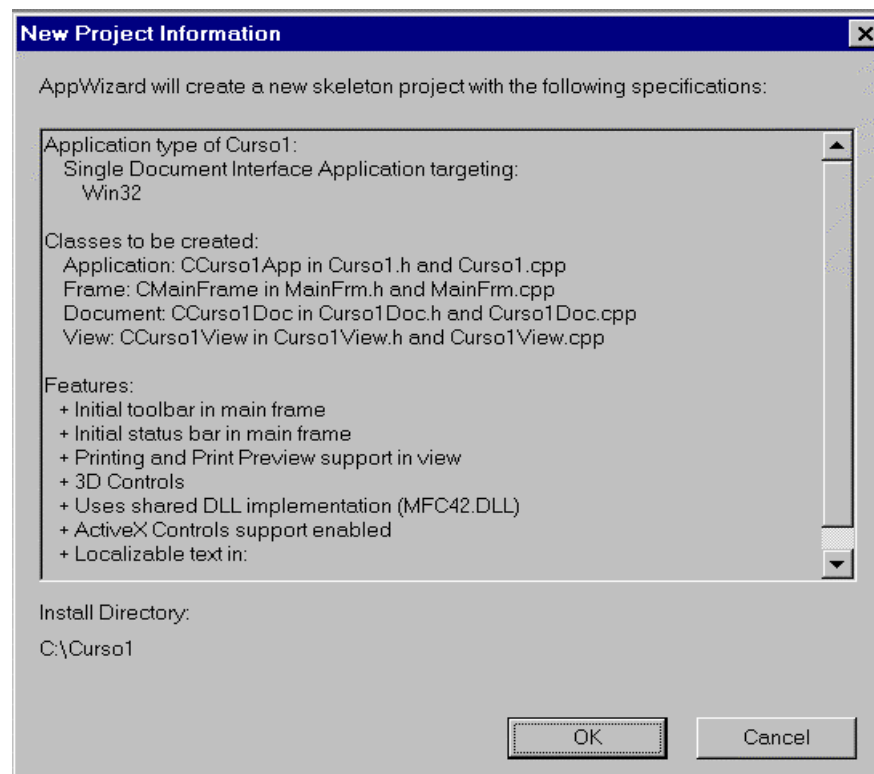 New Project Information
AppWizard will create a new skeleton project with the following specifications:
Application type of Curso1:
Single Document Interface Application targeting:
Win32
Classes to be created:
Application: CCurso1App in Curso1.h and Curso1.cpp
Frame: CMainFrame in MainFrm.h and MainFrm.cpp
Document: CCurso1Doc in Curso1Doc.h and Curso1Doc.cpp
View: CCurso1View in Curso1View.h and Curso1View.cpp
Features:
+ Initial toolbar in main frame
+ Initial status bar in main frame
+ Printing and Print Preview support in view
+ 3D Controls
+ Uses shared DLL implementation (MFC42.DLL)
+ ActiveX Controls support enabled
+ Localizable text in:
Install Directory:
C:\Curso1
OK Cancel